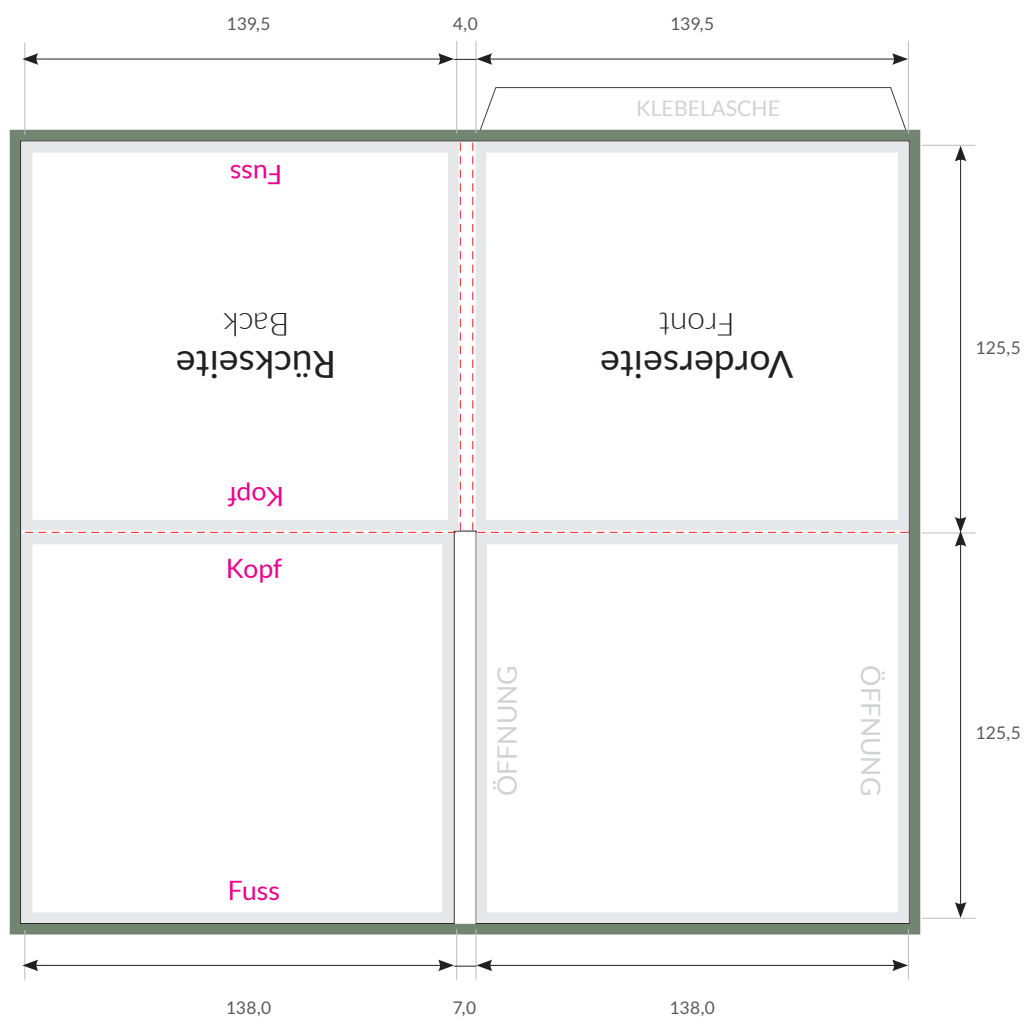 139,5
4,0
139,5
KLEBELASCHE
Fuss
Back
Rückseite
Front
Vorderseite
125,5
Kopf
Kopf
ÖFFNUNG
ÖFFNUNG
125,5
Fuss
138,0
7,0
138,0